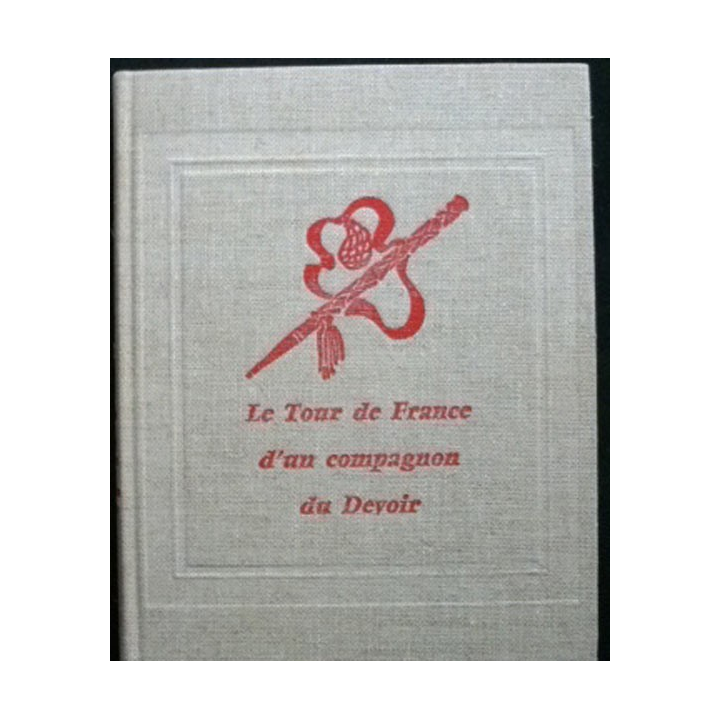 Le Tour de France
d'un compagnon
du Devoir